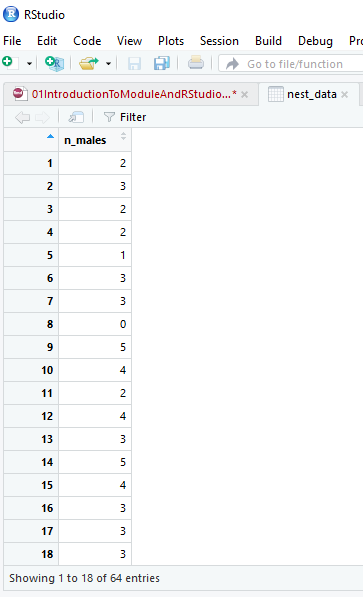 RStudio
File Edit Code View Plots Session Build Debug
Go to file/function
01IntroductionToModuleAndRStudio...* nest_data
Filter
n_males
1 2
2 3
3 2
4 2
5 1
6 3
7 3
8 0
9 5
10 4
11 2
12 4
13 3
14 5
15 4
16 3
17 3
18 3
Showing 1 to 18 of 64 entries